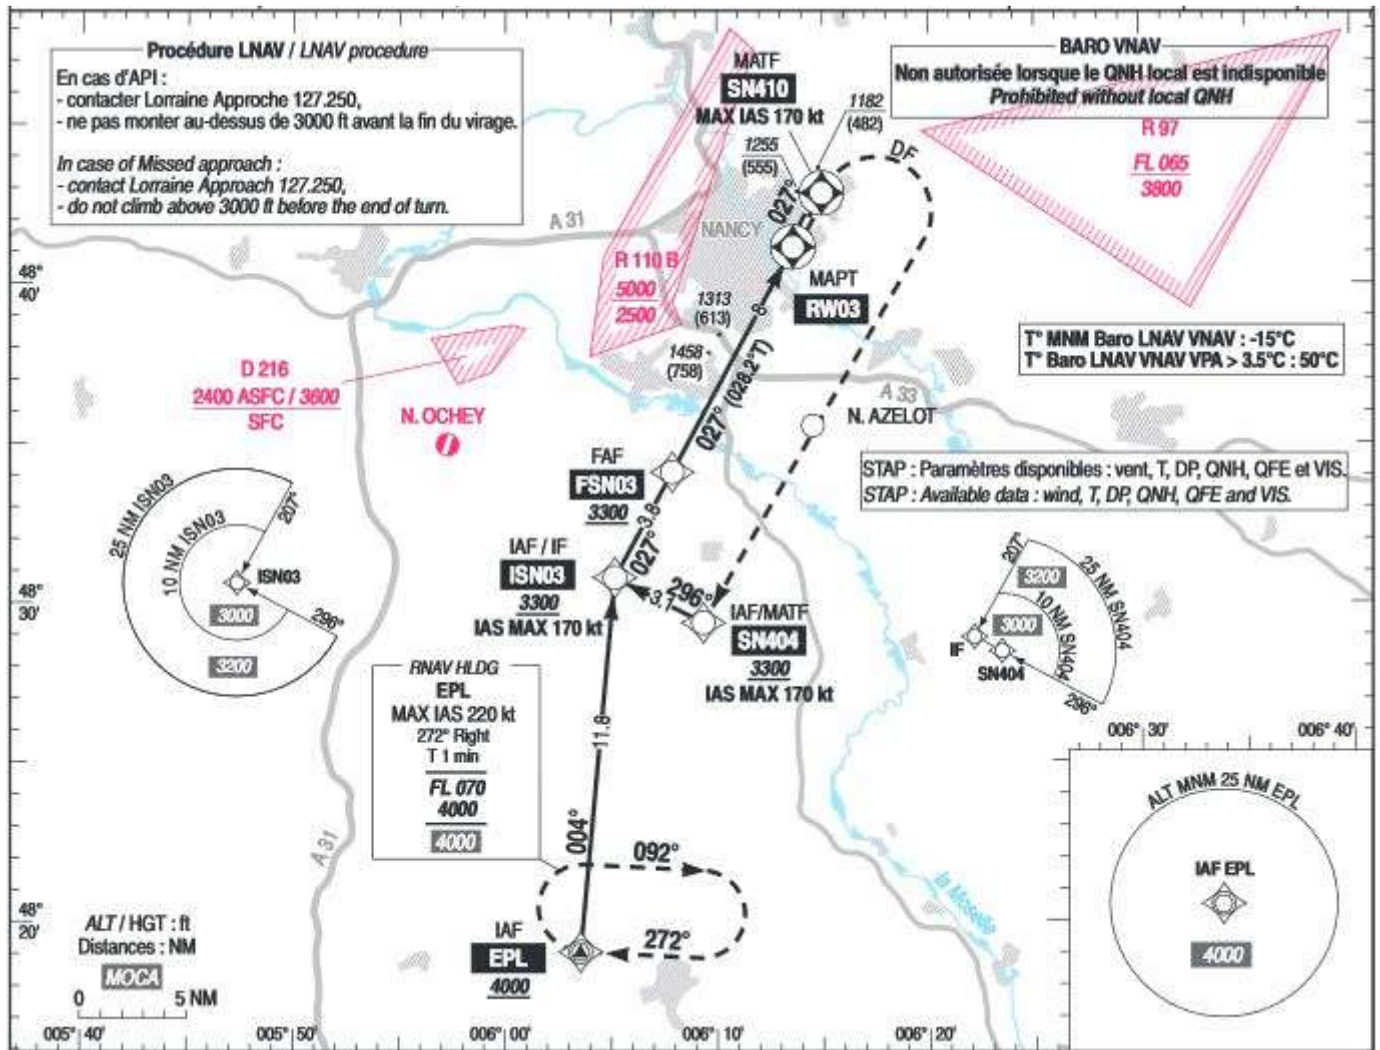 Procédure LNAV / LNAV procedure
En cas d'API :
- contacter Lorraine Approche 127.250,
- ne pas monter au-dessus de 3000 ft avant la fin du virage.
In case of Missed approach :
- contact Lorraine Approach 127.250,
- do not climb above 3000 ft before the end of turn.
MATF
SN410
MAX IAS 170 kt
1182
(482)
1255
(555)
DF
BARO VNAV
Non autorisée lorsque le QNH local est indisponible
Prohibited without local QNH
R 97
FL 065
3800
A 31
NANCY
027°
R 110 B
5000
2500
MAPT
RW03
48°
40'
1313
(613)
8
1458
(758)
027° (028.2°T)
T° MNM Baro LNAV VNAV : -15°C
T° Baro LNAV VNAV VPA > 3.5°C : 50°C
D 216
2400 ASFC / 3600
SFC
N. OCHEY
A 33
N. AZELOT
FAF
FSN03
3300
STAP : Paramètres disponibles : vent, T, DP, QNH, QFE et VIS.
STAP : Available data : wind, T, DP, QNH, QFE and VIS.
25 NM ISN03
10 NM ISN03
207°
ISN03
3000
296°
3200
3.8
027°
IAF / IF
ISN03
3300
IAS MAX 170 kt
296°
3.1
IAF/MATF
SN404
3300
IAS MAX 170 kt
207°
3200
25 NM SN404
10 NM SN404
3000
IF
SN404
296°
48°
30'
RNAV HLDG
EPL
MAX IAS 220 kt
272° Right
T 1 min
FL 070
4000
4000
11.8
004°
092°
272°
IAF
EPL
4000
A 31
la Moselle
006° 30'
006° 40'
ALT MNM 25 NM EPL
IAF EPL
4000
48°
20'
ALT / HGT : ft
Distances : NM
MOCA
0 5 NM
005° 40'
005° 50'
006° 00'
006° 10'
006° 20'